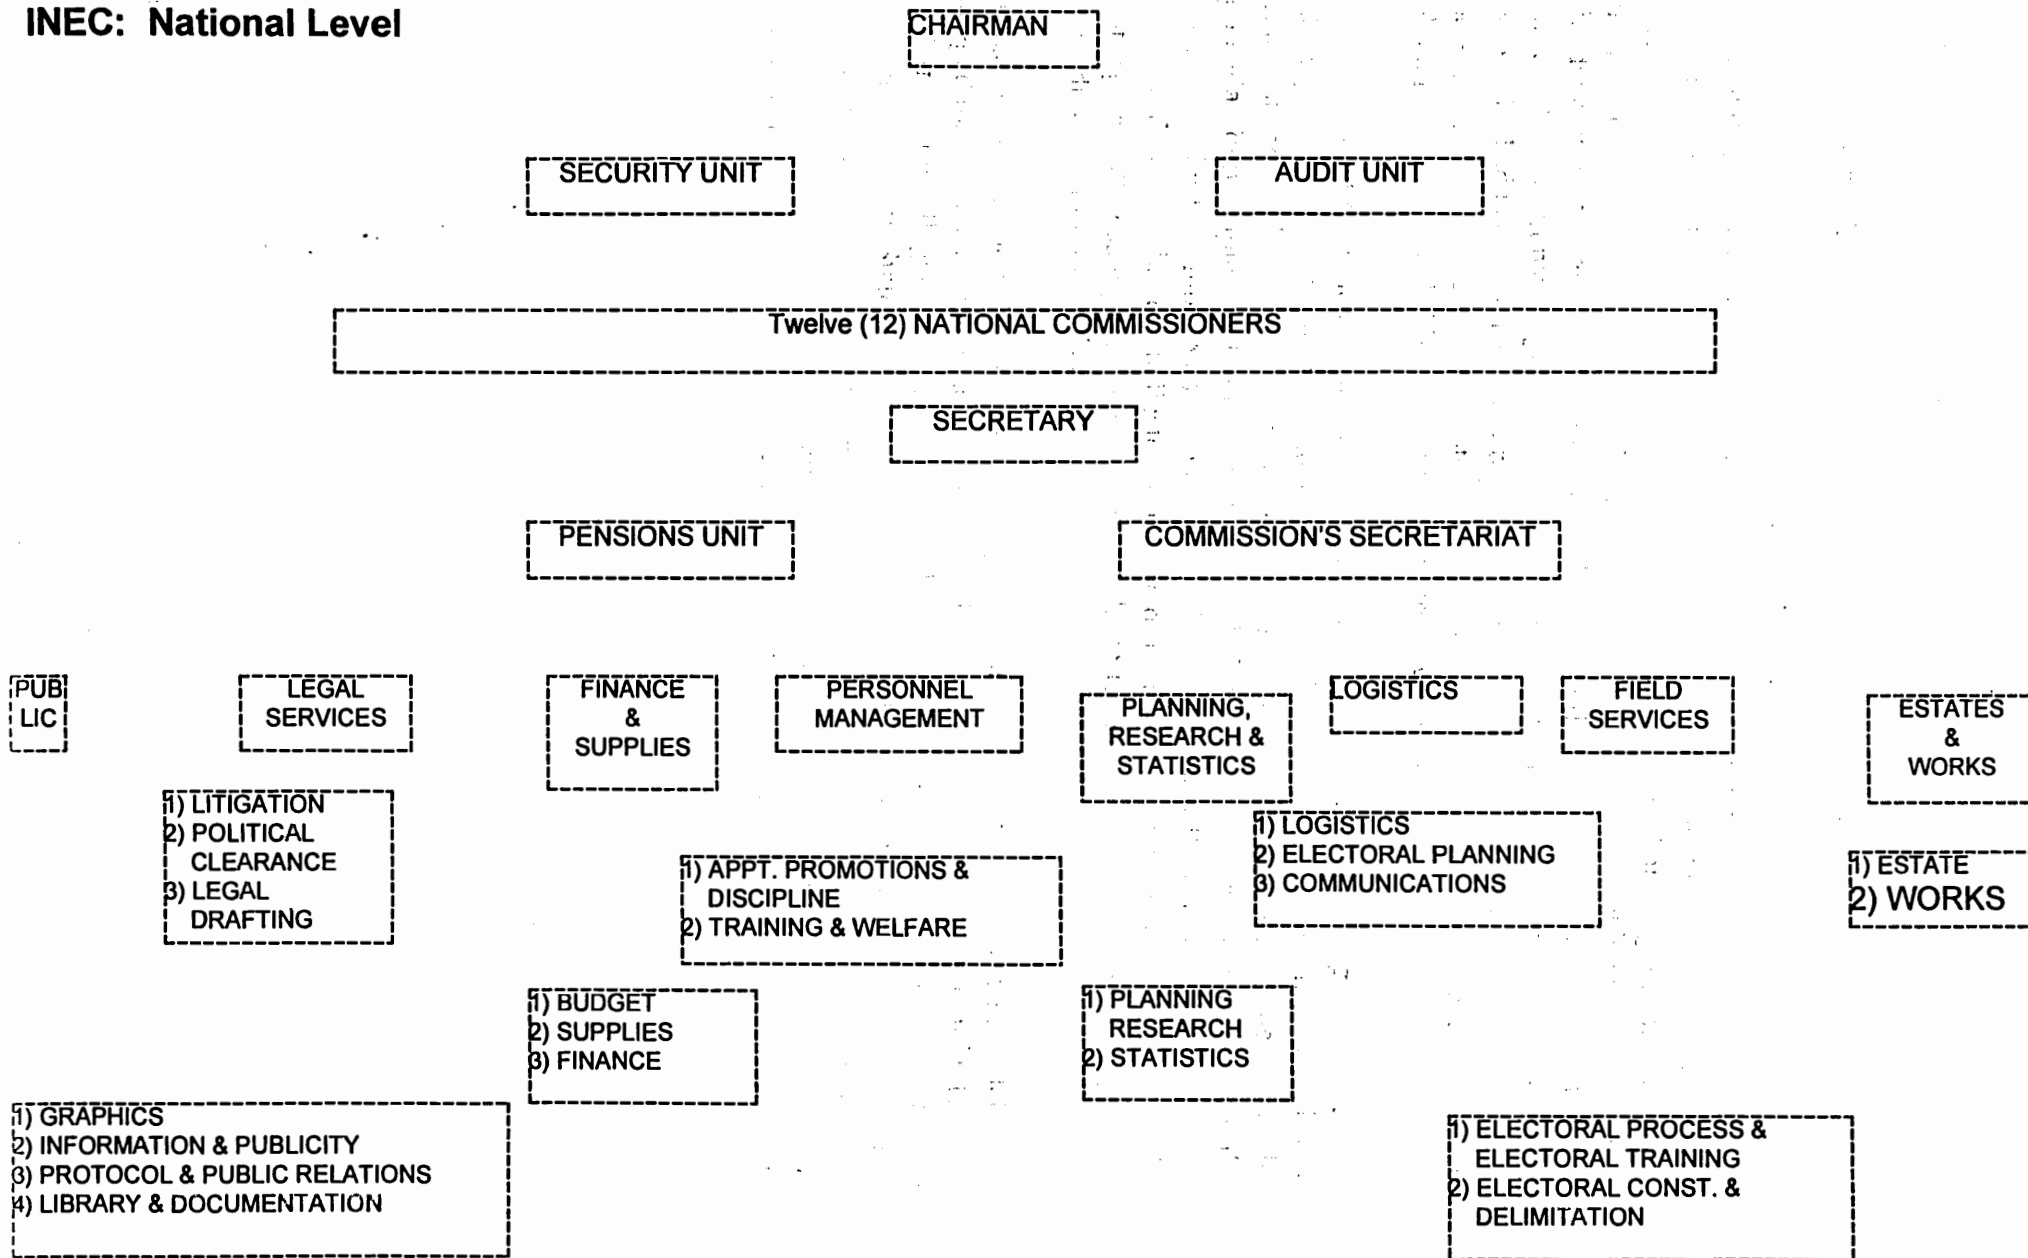 INEC: National Level
CHAIRMAN
SECURITY UNIT
AUDIT UNIT
Twelve (12) NATIONAL COMMISSIONERS
SECRETARY
PENSIONS UNIT
COMMISSION'S SECRETARIAT
PUB
LIC
LEGAL
SERVICES
FINANCE
&
SUPPLIES
PERSONNEL
MANAGEMENT
PLANNING,
RESEARCH &
STATISTICS
LOGISTICS
FIELD
SERVICES
ESTATES
&
WORKS
1) LITIGATION
2) POLITICAL
CLEARANCE
3) LEGAL
DRAFTING
1) APPT. PROMOTIONS &
DISCIPLINE
2) TRAINING & WELFARE
1) LOGISTICS
2) ELECTORAL PLANNING
3) COMMUNICATIONS
1) ESTATE
2) WORKS
1) BUDGET
2) SUPPLIES
3) FINANCE
1) PLANNING
RESEARCH
2) STATISTICS
1) GRAPHICS
2) INFORMATION & PUBLICITY
3) PROTOCOL & PUBLIC RELATIONS
4) LIBRARY & DOCUMENTATION
1) ELECTORAL PROCESS &
ELECTORAL TRAINING
2) ELECTORAL CONST. &
DELIMITATION